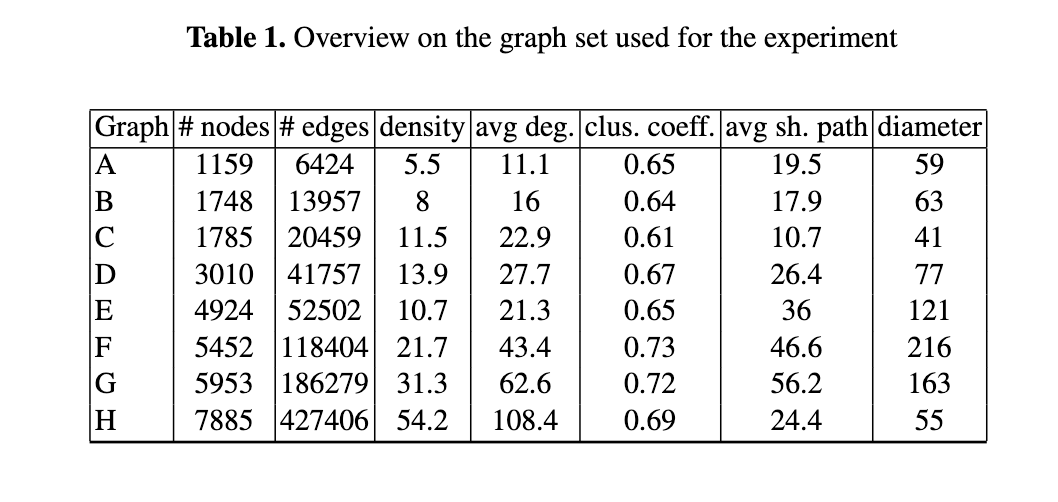 Table 1. Overview on the graph set used for the experiment
Graph # nodes # edges density avg deg. clus. coeff. avg sh. path diameter
A 1159 6424 5.5 11.1 0.65 19.5 59
B 1748 13957 8 16 0.64 17.9 63
C 1785 20459 11.5 22.9 0.61 10.7 41
D 3010 41757 13.9 27.7 0.67 26.4 77
E 4924 52502 10.7 21.3 0.65 36 121
F 5452 118404 21.7 43.4 0.73 46.6 216
G 5953 186279 31.3 62.6 0.72 56.2 163
H 7885 427406 54.2 108.4 0.69 24.4 55